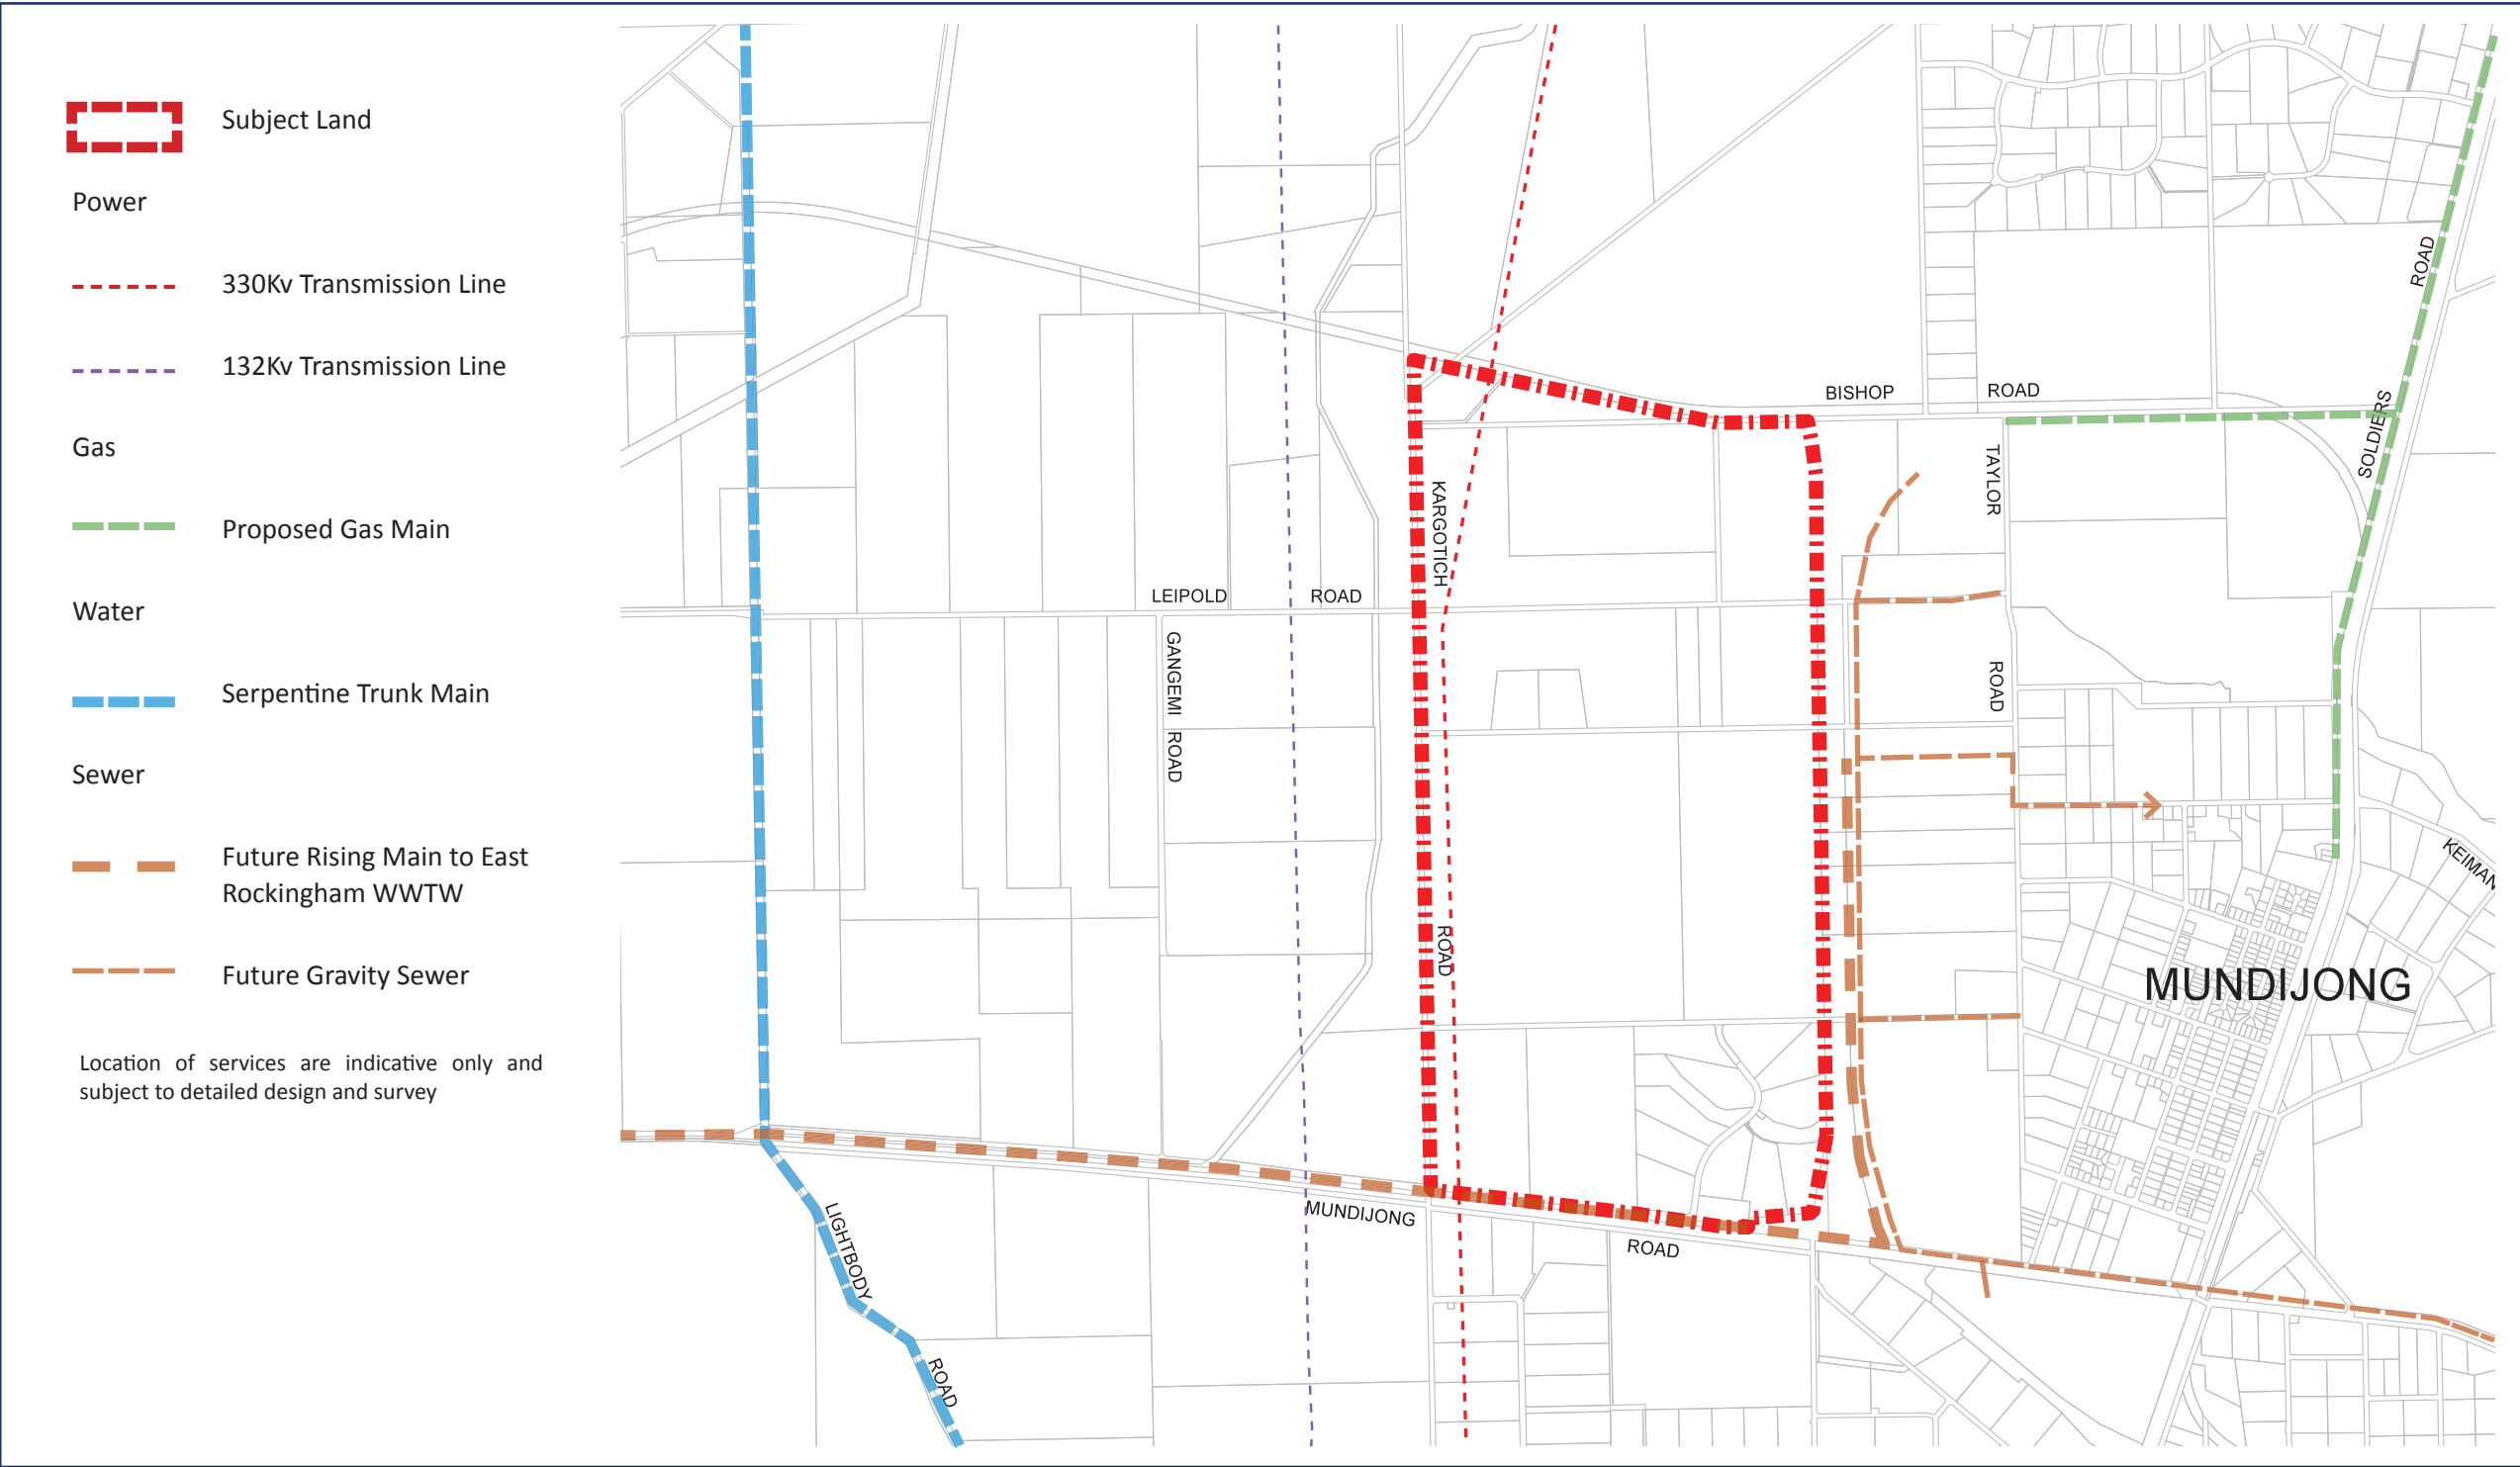 Subject Land
Power
330Kv Transmission Line
132Kv Transmission Line
Gas
Proposed Gas Main
Water
Serpentine Trunk Main
Sewer
Future Rising Main to East
Rockingham WWTW
Future Gravity Sewer
Location of services are indicative only and
subject to detailed design and survey
BISHOP ROAD
SOLDIERS ROAD
TAYLOR ROAD
KARGOTICH ROAD
LEIPOLD ROAD
GANGEMI ROAD
KEIMAN
MUNDIJONG
MUNDIJONG ROAD
LIGHTBODY ROAD